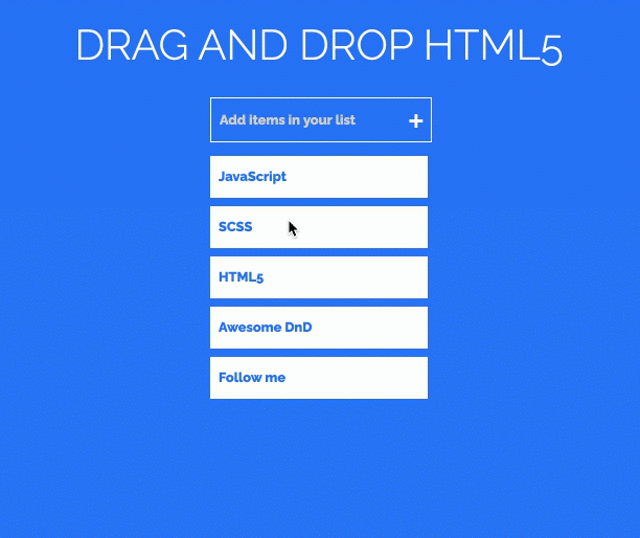 DRAG AND DROP HTML5
Add items in your list +
JavaScript
SCSS
HTML5
Awesome DnD
Follow me